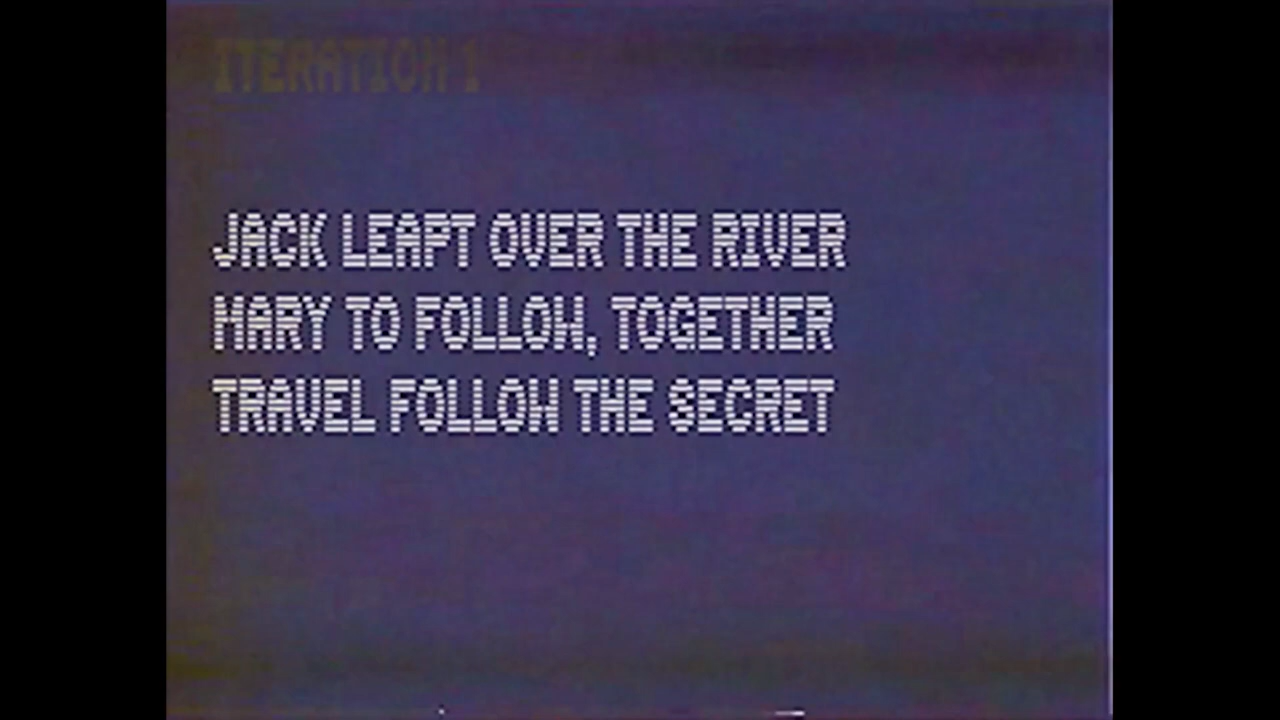 ITERATION 1
JACK LEAPT OVER THE RIVER
MARY TO FOLLOW, TOGETHER
TRAVEL FOLLOW THE SECRET